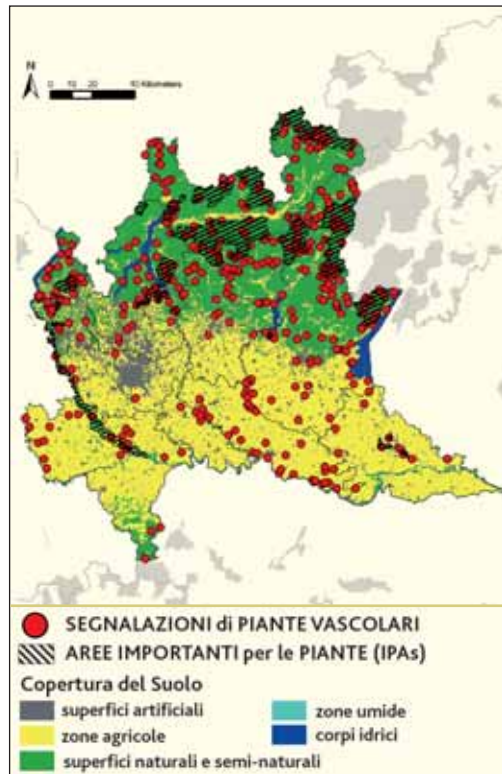 N
0 10 20 40 Kilometers
SEGNALAZIONI di PIANTE VASCOLARI
AREE IMPORTANTI per le PIANTE (IPAs)
Copertura del Suolo
superfici artificiali
zone umide
zone agricole
corpi idrici
superfici naturali e semi-naturali